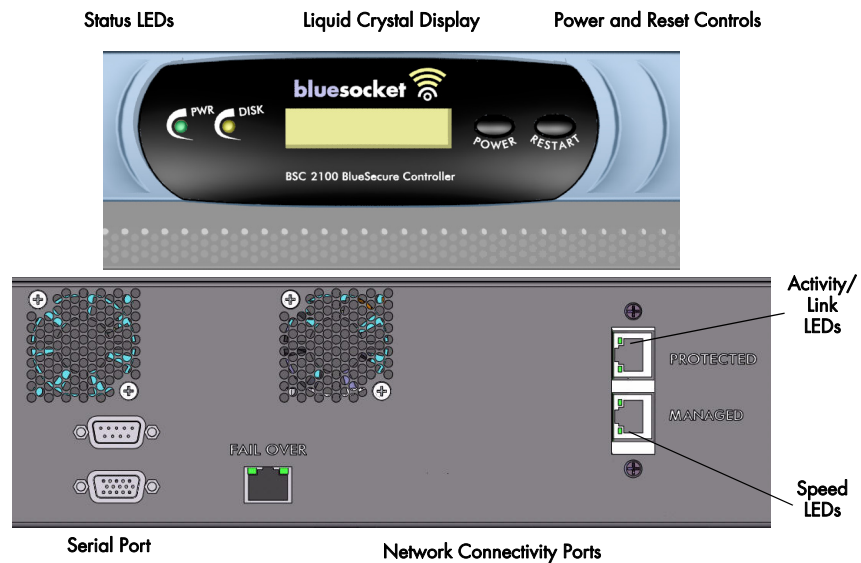 Status LEDs
Liquid Crystal Display
Power and Reset Controls
bluesocket
PWR
DISK
POWER
RESTART
BSC 2100 BlueSecure Controller
Activity/
Link
LEDs
PROTECTED
MANAGED
FAIL OVER
Speed
LEDs
Serial Port
Network Connectivity Ports